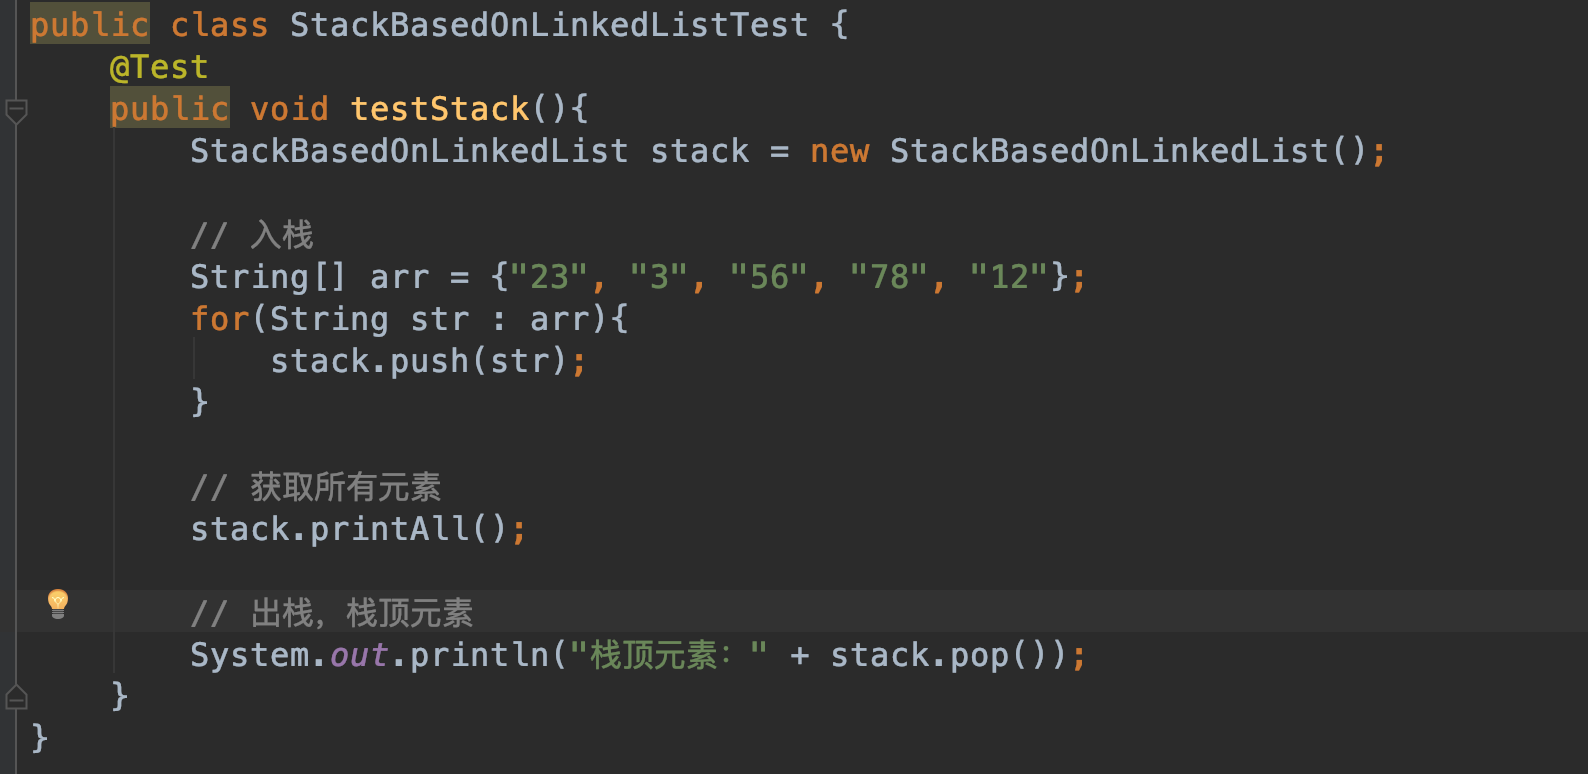 public class StackBasedOnLinkedListTest {
@Test
public void testStack(){
StackBasedOnLinkedList stack = new StackBasedOnLinkedList();
// 入栈
String[] arr = {"23", "3", "56", "78", "12"};
for(String str : arr){
stack.push(str);
}
// 获取所有元素
stack.printAll();
// 出栈，栈顶元素
System.out.println("栈顶元素：" + stack.pop());
}
}